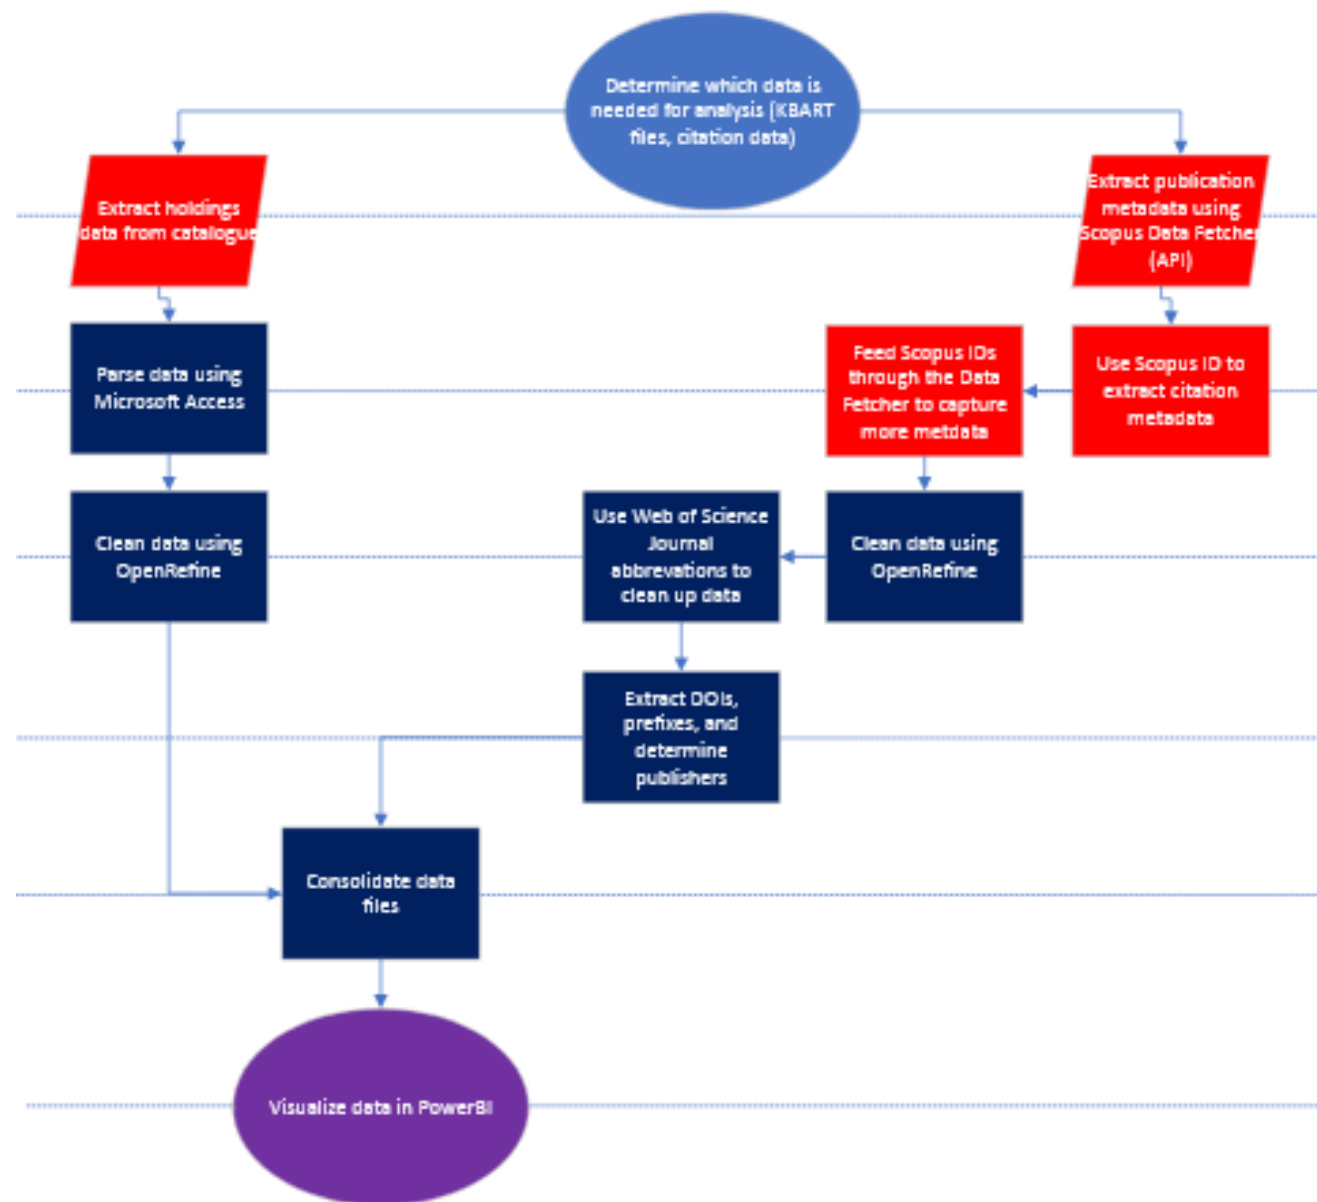 Determine which data is
needed for analysis (KBART
files, citation data)
Extract holdings
data from catalogue
Extract publication
metadata using
Scopus Data Fetcher
(API)
Parse data using
Microsoft Access
Feed Scopus IDs
through the Data
Fetcher to capture
more metdata
Use Scopus ID to
extract citation
metadata
Clean data using
OpenRefine
Use Web of Science
Journal
abbrevations to
clean up data
Clean data using
OpenRefine
Extract DOIs,
prefixes, and
determine
publishers
Consolidate data
files
Visualize data in PowerBI